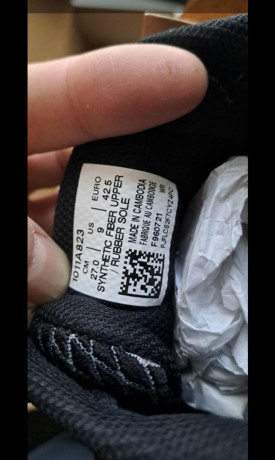 1011A823
CM US EURO
27.0 9 42.5
SYNTHETIC FIBER UPPER
/ RUBBER SOLE
MADE IN CAMBODIA
FABRIQUE AU CAMBODGE
F960721